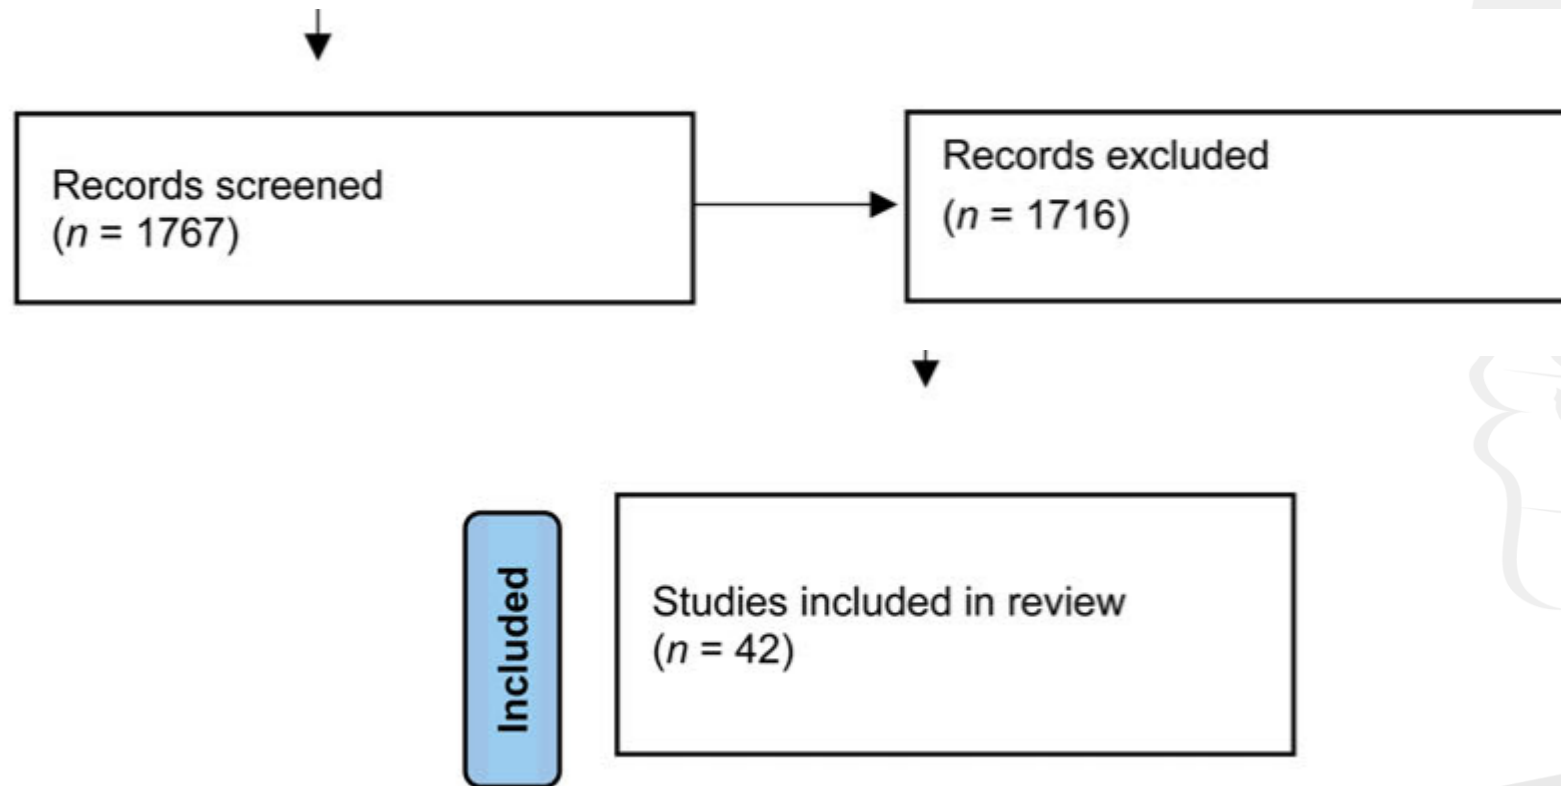 Records screened
(n = 1767)
Records excluded
(n = 1716)
Included
Studies included in review
(n = 42)